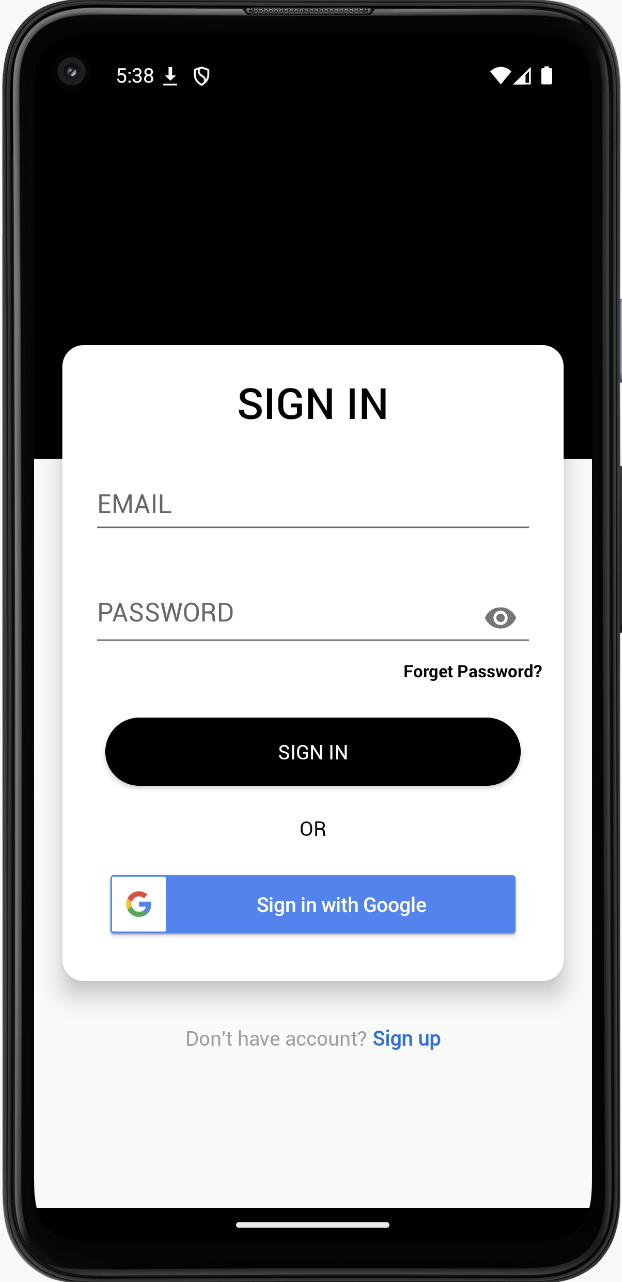 5:38
SIGN IN
EMAIL
PASSWORD
Forget Password?
SIGN IN
OR
G Sign in with Google
Don't have account? Sign up